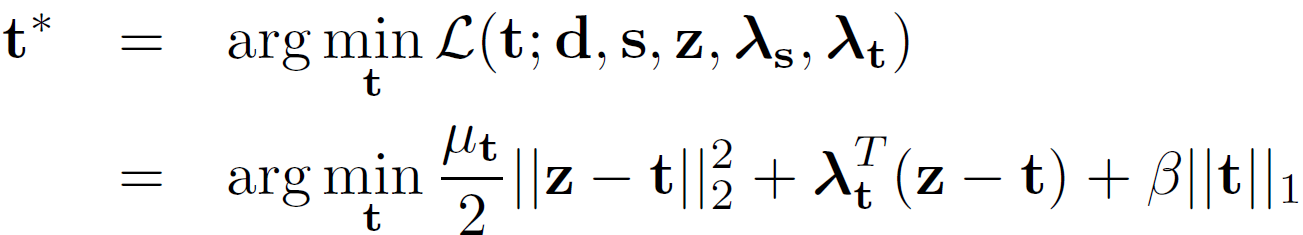 t* = arg min_t ℒ(t; d, s, z, λ_s, λ_t)
= arg min_t μ_t/2 ||z − t||_2^2 + λ_t^T(z − t) + β||t||_1